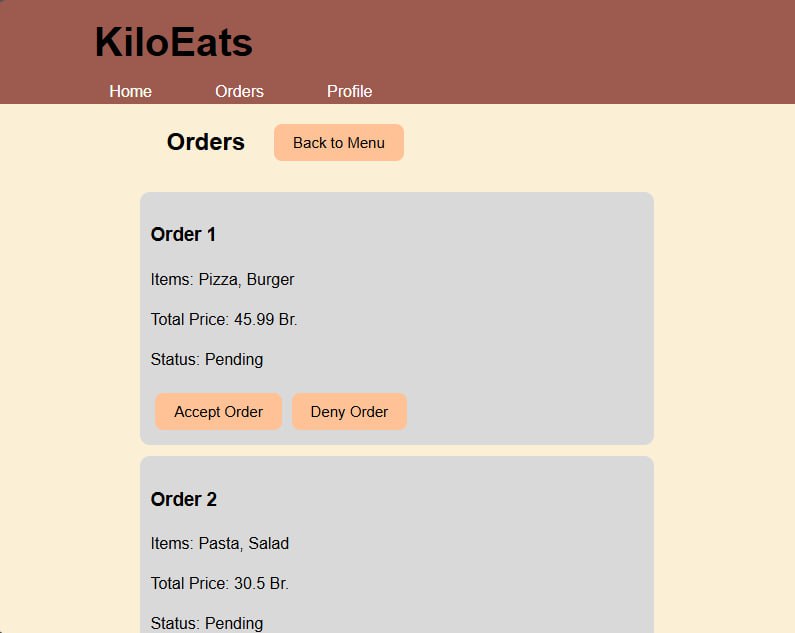 KiloEats
Home Orders Profile
Orders Back to Menu
Order 1
Items: Pizza, Burger
Total Price: 45.99 Br.
Status: Pending
Accept Order Deny Order
Order 2
Items: Pasta, Salad
Total Price: 30.5 Br.
Status: Pending